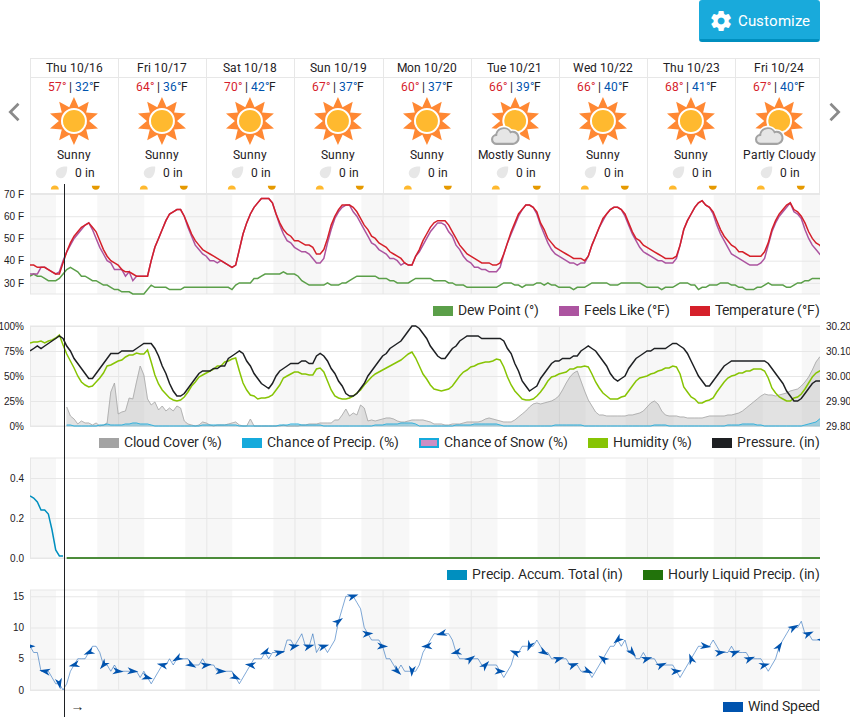 Customize
Thu 10/16 Fri 10/17 Sat 10/18 Sun 10/19 Mon 10/20 Tue 10/21 Wed 10/22 Thu 10/23 Fri 10/24
57° | 32°F 64° | 36°F 70° | 42°F 67° | 37°F 60° | 37°F 66° | 39°F 66° | 40°F 68° | 41°F 67° | 40°F
Sunny Sunny Sunny Sunny Sunny Mostly Sunny Sunny Sunny Partly Cloudy
0 in 0 in 0 in 0 in 0 in 0 in 0 in 0 in 0 in
70 F
60 F
50 F
40 F
30 F
Dew Point (°) Feels Like (°F) Temperature (°F)
100% 30.20
75% 30.10
50% 30.00
25% 29.90
0% 29.80
Cloud Cover (%) Chance of Precip. (%) Chance of Snow (%) Humidity (%) Pressure. (in)
0.4
0.2
0.0
Precip. Accum. Total (in) Hourly Liquid Precip. (in)
15
10
5
0
→
Wind Speed